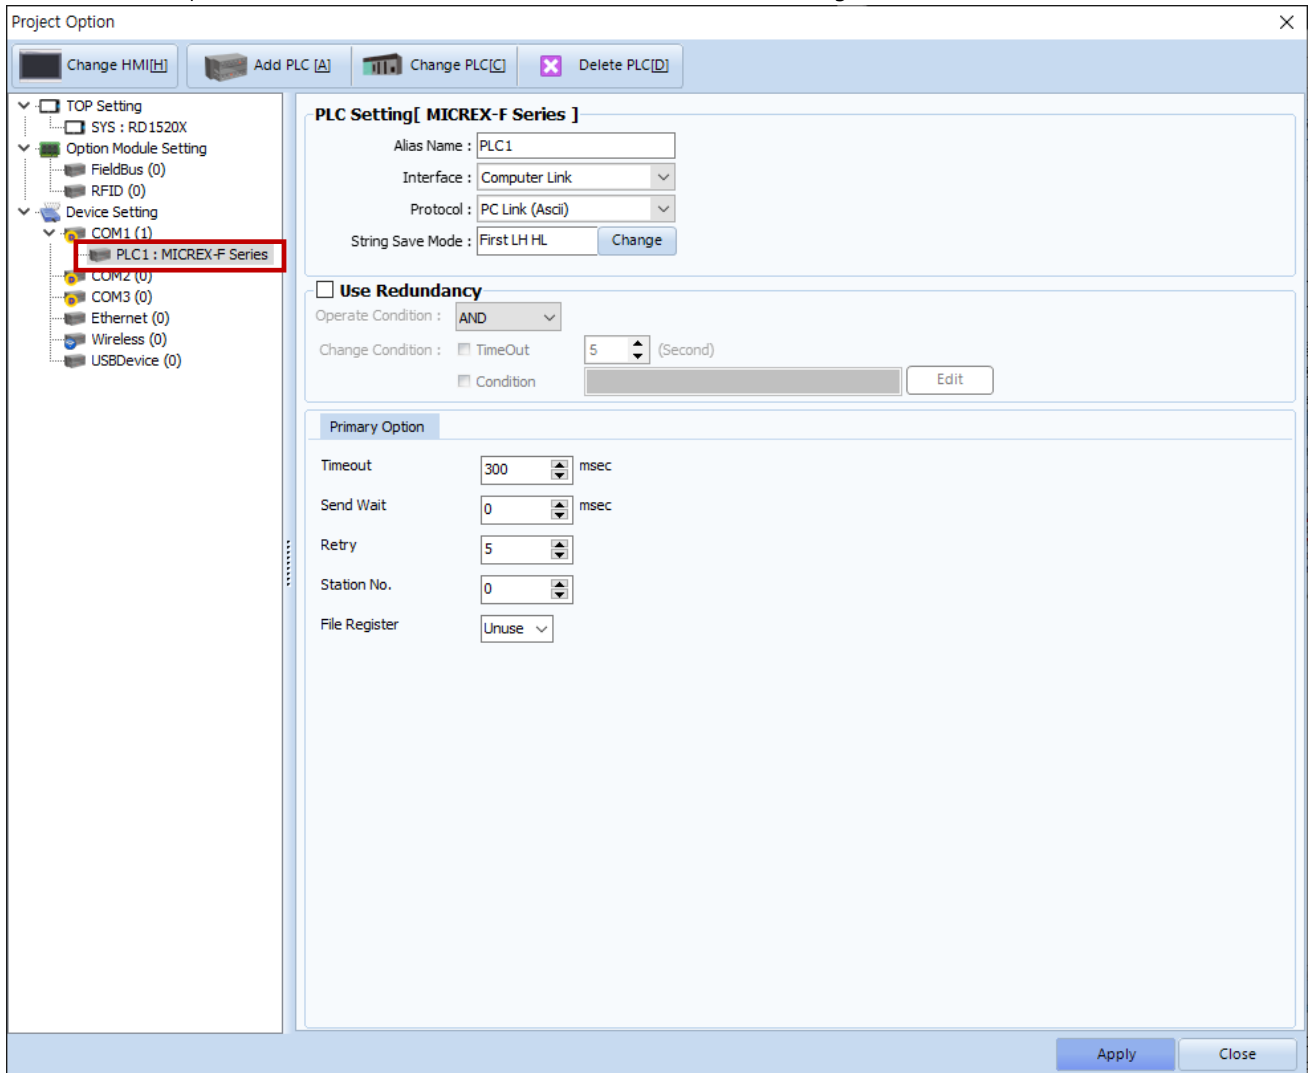 Project Option
Change HMI[H] Add PLC [A] Change PLC[C] Delete PLC[D]
TOP Setting
SYS : RD1520X
Option Module Setting
FieldBus (0)
RFID (0)
Device Setting
COM1 (1)
PLC1 : MICREX-F Series
COM2 (0)
COM3 (0)
Ethernet (0)
Wireless (0)
USBDevice (0)
PLC Setting[ MICREX-F Series ]
Alias Name : PLC1
Interface : Computer Link
Protocol : PC Link (Ascii)
String Save Mode : First LH HL Change
Use Redundancy
Operate Condition : AND
Change Condition : TimeOut 5 (Second)
Condition Edit
Primary Option
Timeout 300 msec
Send Wait 0 msec
Retry 5
Station No. 0
File Register Unuse
Apply Close